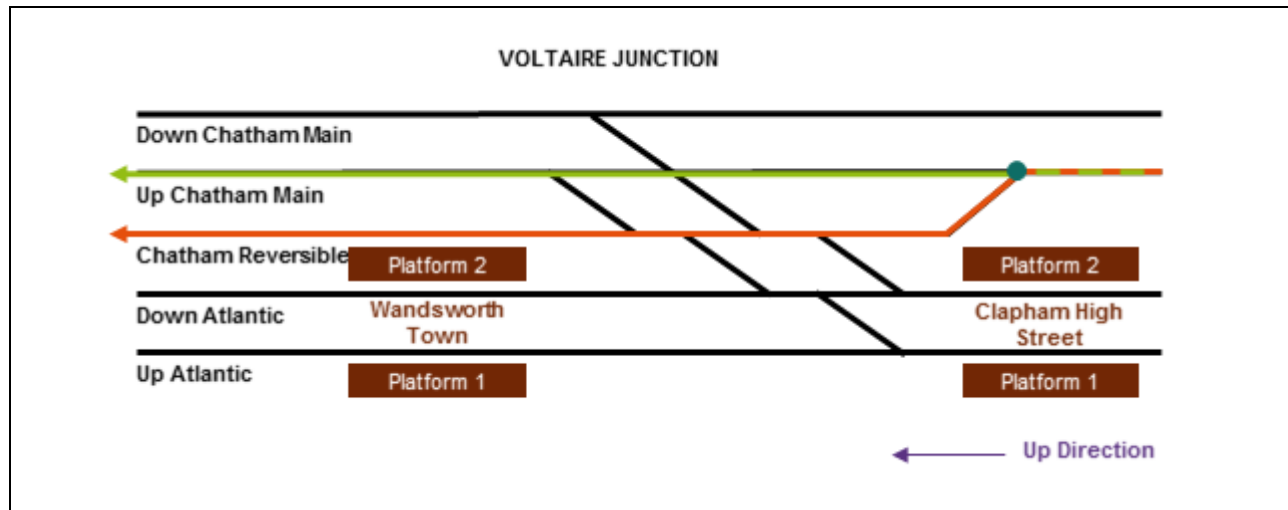 VOLTAIRE JUNCTION
Down Chatham Main
Up Chatham Main
Chatham Reversible
Platform 2
Platform 2
Down Atlantic
Wandsworth
Town
Clapham High
Street
Up Atlantic
Platform 1
Platform 1
Up Direction